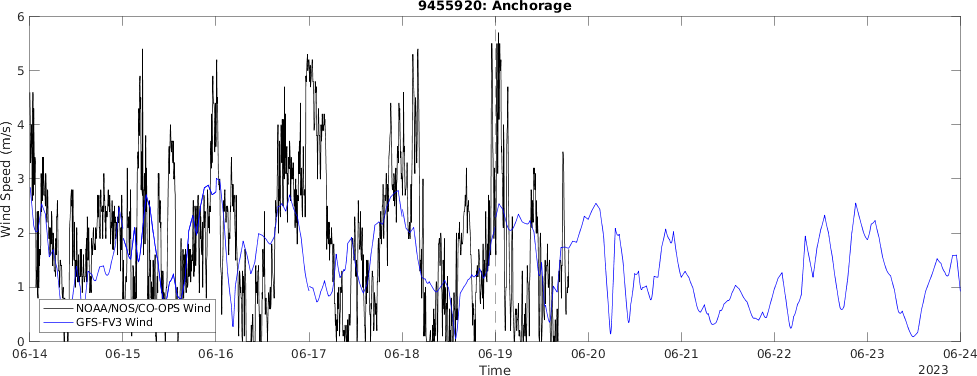 9455920: Anchorage
Wind Speed (m/s)
6
5
4
3
2
1
0
NOAA/NOS/CO-OPS Wind
GFS-FV3 Wind
06-14 06-15 06-16 06-17 06-18 06-19 06-20 06-21 06-22 06-23 06-24
Time
2023